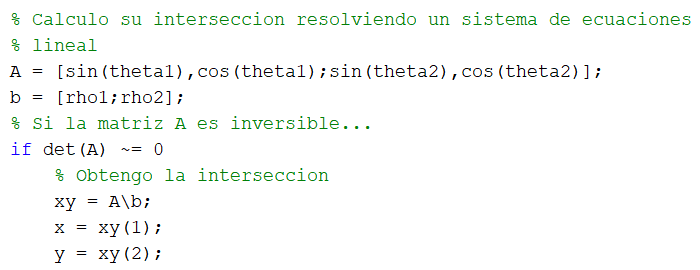 % Calculo su interseccion resolviendo un sistema de ecuaciones
% lineal
A = [sin(theta1),cos(theta1);sin(theta2),cos(theta2)];
b = [rho1;rho2];
% Si la matriz A es inversible...
if det(A) ~= 0
    % Obtengo la interseccion
    xy = A\b;
    x = xy(1);
    y = xy(2);